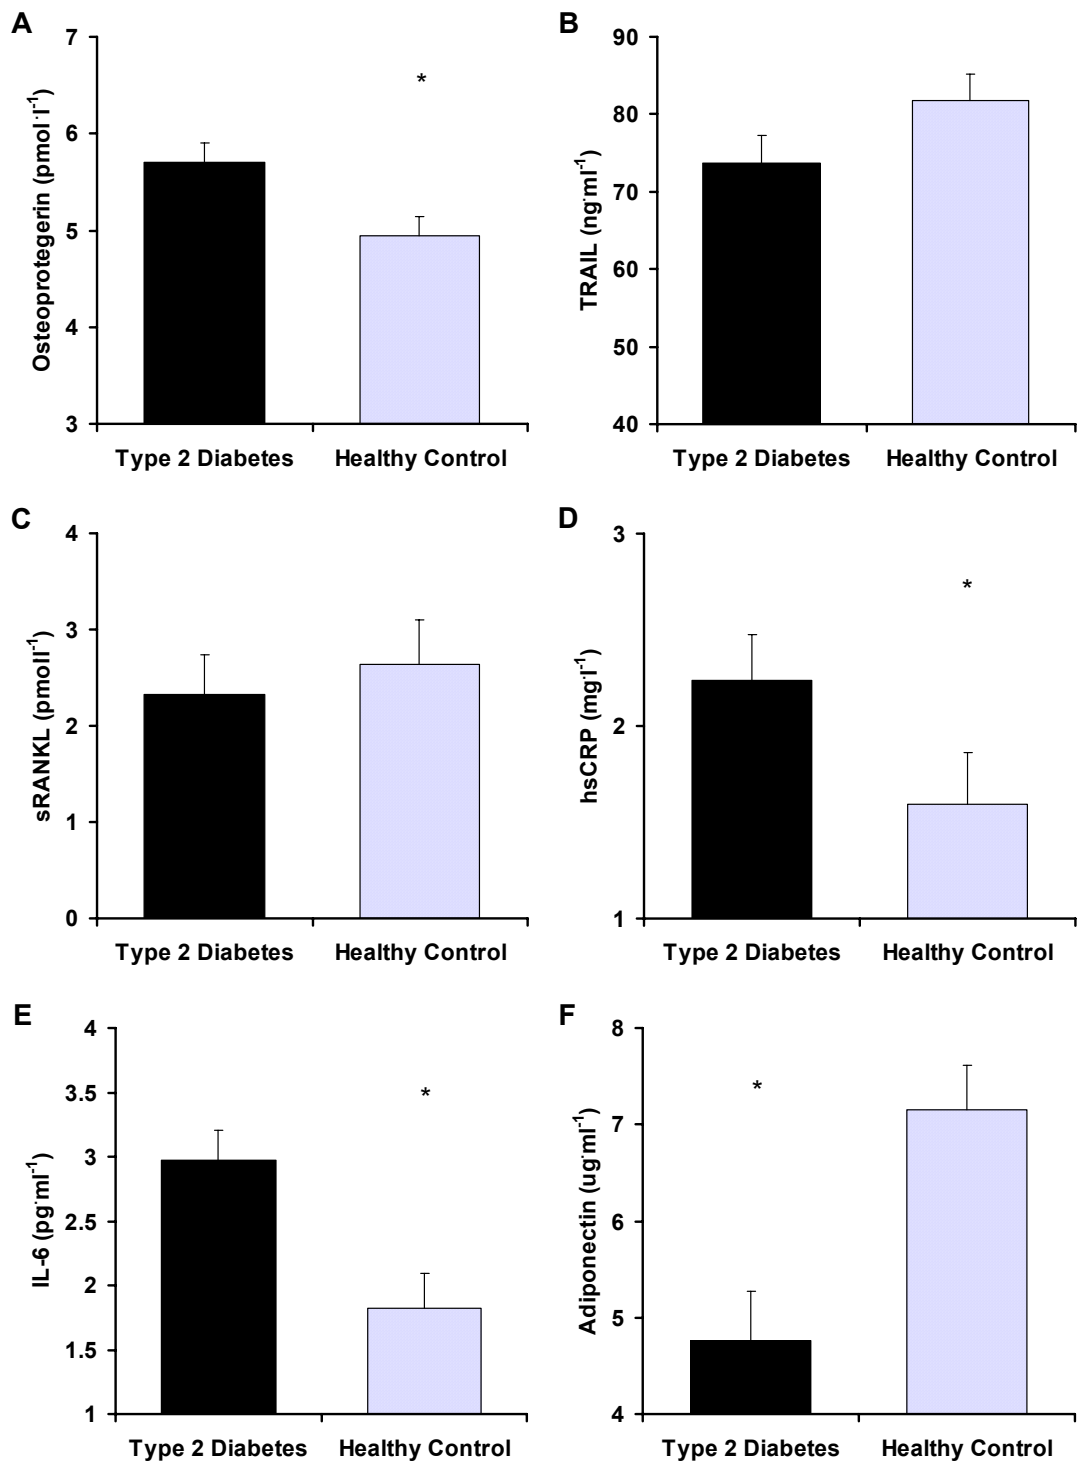 A
7
6
5
4
3
Osteoprotegerin (pmol·l-1)
*
Type 2 Diabetes Healthy Control
B
90
80
70
60
50
40
TRAIL (ng·ml-1)
Type 2 Diabetes Healthy Control
C
4
3
2
1
0
sRANKL (pmoll-1)
Type 2 Diabetes Healthy Control
D
3
2
1
hsCRP (mg·l-1)
*
Type 2 Diabetes Healthy Control
E
4
3.5
3
2.5
2
1.5
1
IL-6 (pg·ml-1)
*
Type 2 Diabetes Healthy Control
F
8
7
6
5
4
Adiponectin (ug·ml-1)
*
Type 2 Diabetes Healthy Control